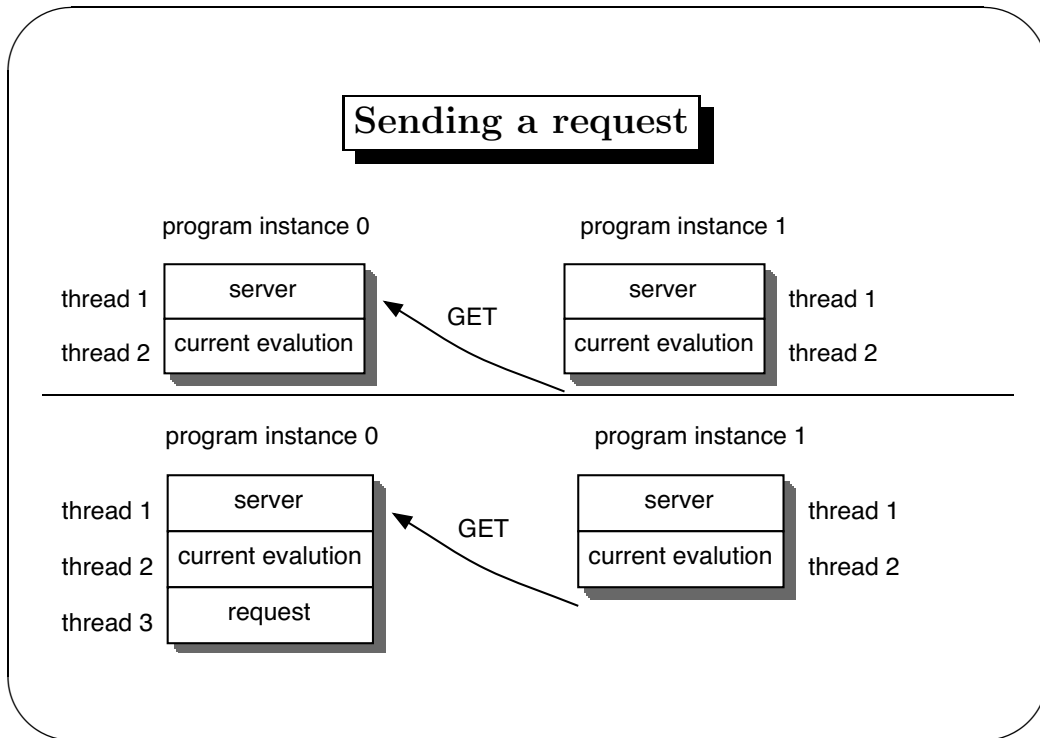 Sending a request
program instance 0
program instance 1
thread 1
server
GET
server
thread 1
thread 2
current evalution
current evalution
thread 2
program instance 0
program instance 1
thread 1
server
GET
server
thread 1
thread 2
current evalution
current evalution
thread 2
thread 3
request